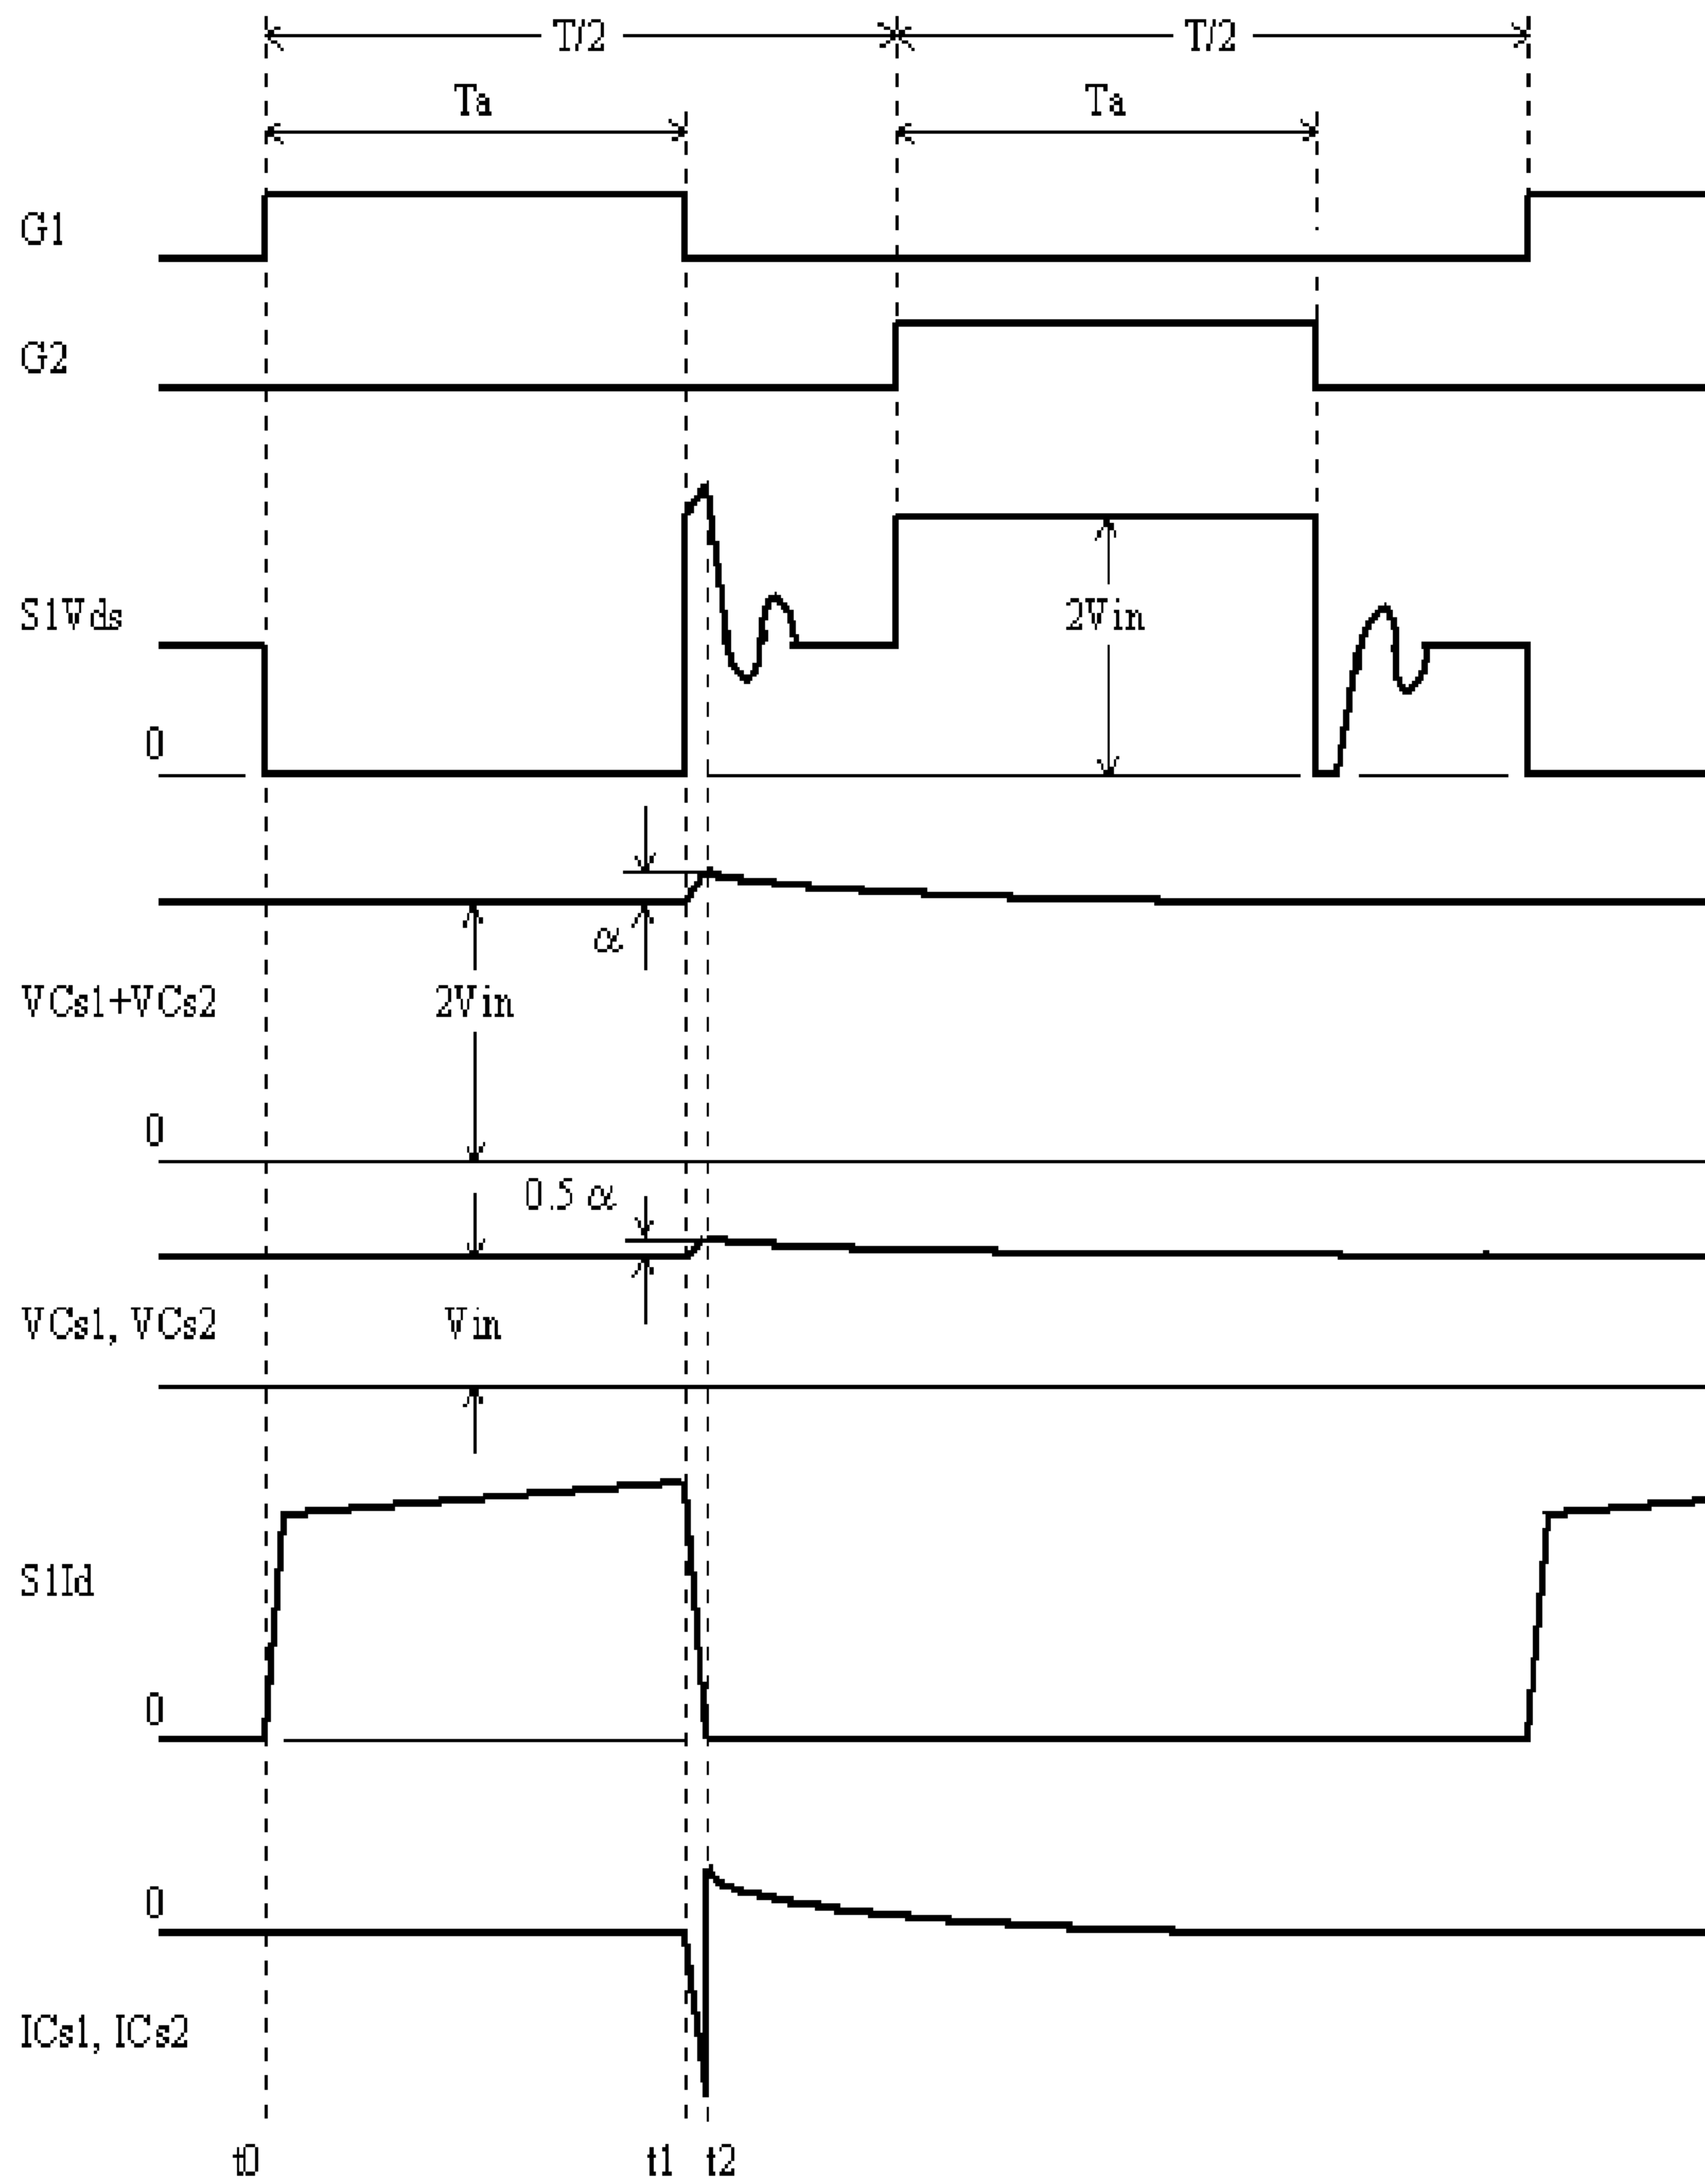 T/2 T/2
Ta Ta
G1
G2
S1Vds
2Vin
0
α
VCs1+VCs2
2Vin
0
0.5 α
VCs1, VCs2
Vin
S1Id
0
0
ICs1, ICs2
t0 t1 t2